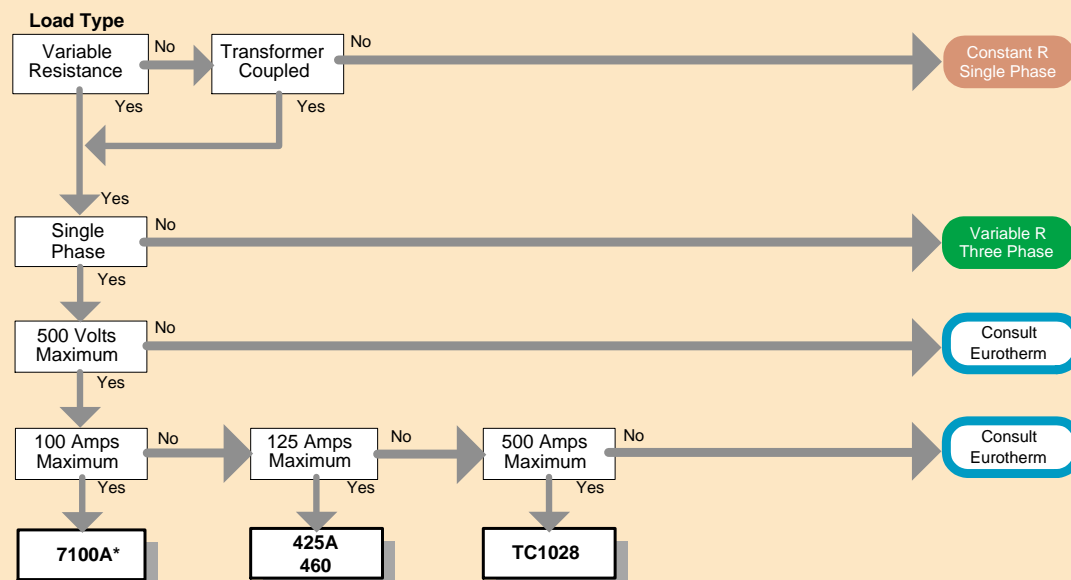 Load Type
Variable
Resistance
No
Transformer
Coupled
No
Constant R
Single Phase
Yes
Yes
Yes
Single
Phase
No
Variable R
Three Phase
Yes
500 Volts
Maximum
No
Consult
Eurotherm
Yes
100 Amps
Maximum
No
125 Amps
Maximum
No
500 Amps
Maximum
No
Consult
Eurotherm
Yes
Yes
Yes
7100A*
425A
460
TC1028